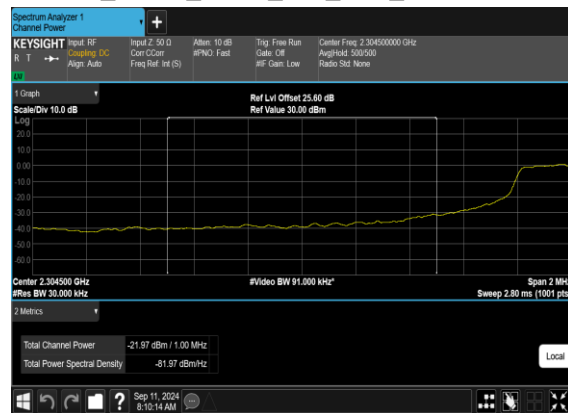 Spectrum Analyzer 1
Channel Power
+
KEYSIGHT
R T
LU
Input: RF
Coupling: DC
Align: Auto
Input Z: 50 Ω
Corr CCorr
Freq Ref: Int (S)
Atten: 10 dB
#PNO: Fast
Trig: Free Run
Gate: Off
#IF Gain: Low
Center Freq: 2.304500000 GHz
Avg|Hold: 500/500
Radio Std: None
1 Graph
Scale/Div 10.0 dB
Ref Lvl Offset 25.60 dB
Ref Value 30.00 dBm
Log
20.0
10.0
0.00
-10.0
-20.0
-30.0
-40.0
-50.0
-60.0
Center 2.304500 GHz
#Video BW 91.000 kHz*
Span 2 MH
#Res BW 30.000 kHz
Sweep 2.80 ms (1001 pts
2 Metrics
Total Channel Power -21.97 dBm / 1.00 MHz
Total Power Spectral Density -81.97 dBm/Hz
Local
?
Sep 11, 2024
8:10:14 AM